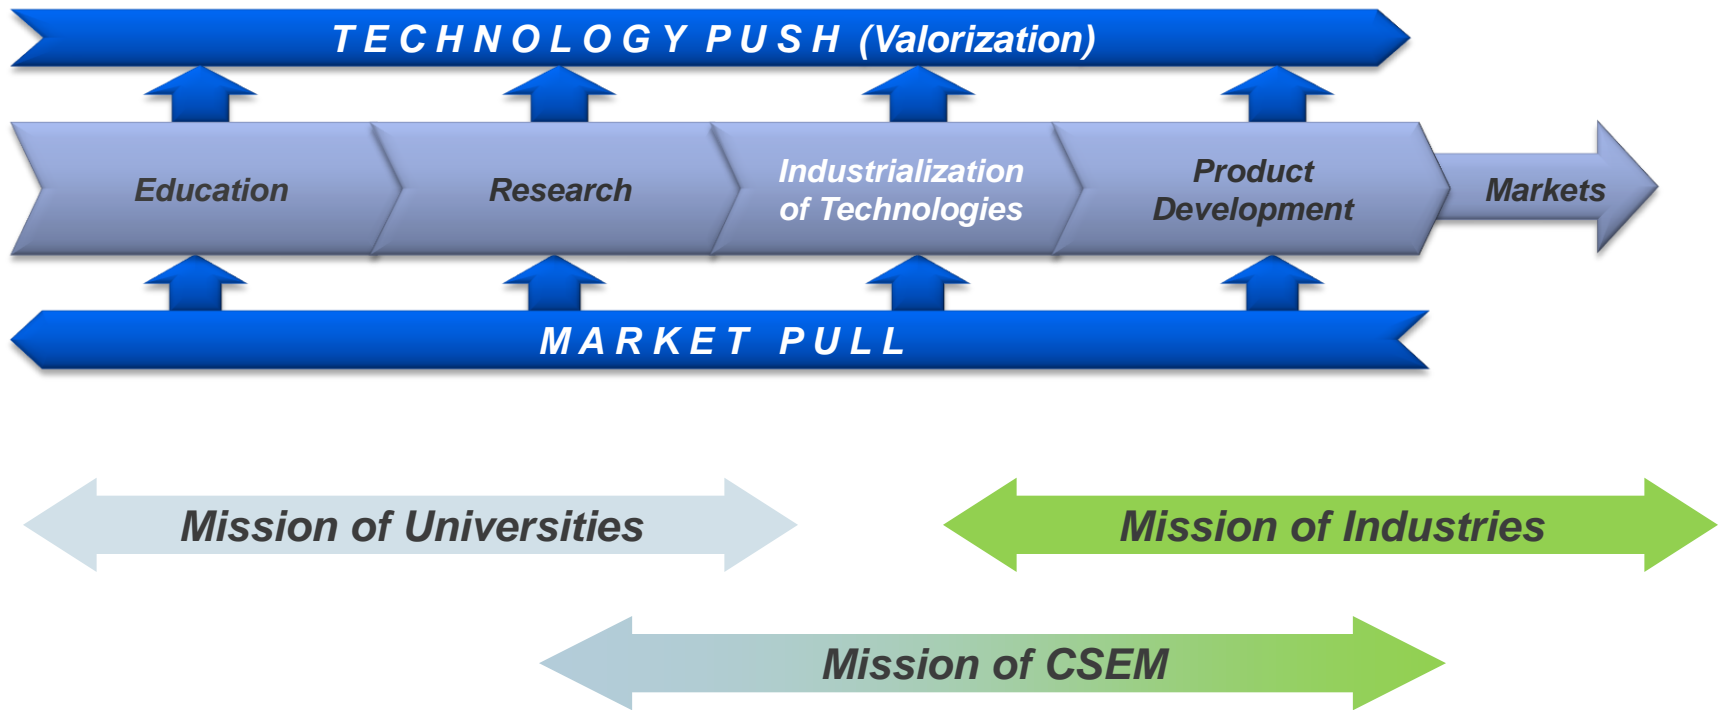 TECHNOLOGY PUSH (Valorization)
Education
Research
Industrialization
of Technologies
Product
Development
Markets
MARKET PULL
Mission of Universities
Mission of Industries
Mission of CSEM